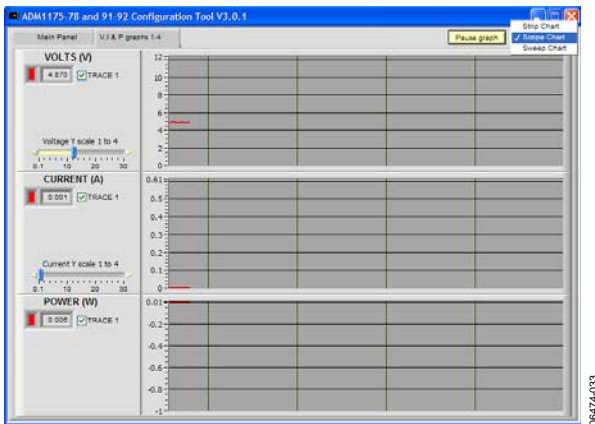 ADM1175-78 and 91-92 Configuration Tool V3.0.1
Main Panel
V,I & P graphs 1-4
Pause graph
Strip Chart
✓ Scope Chart
Sweep Chart
VOLTS (V)
4.870
TRACE 1
Voltage Y scale 1 to 4
0.1 10 20 30
12
10
8
6
4
2
0
CURRENT (A)
0.001
TRACE 1
Current Y scale 1 to 4
0.1 10 20 30
0.61
0.5
0.4
0.3
0.2
0.1
0
POWER (W)
0.006
TRACE 1
0.01
-0.2
-0.4
-0.6
-0.8
-1
06474-033